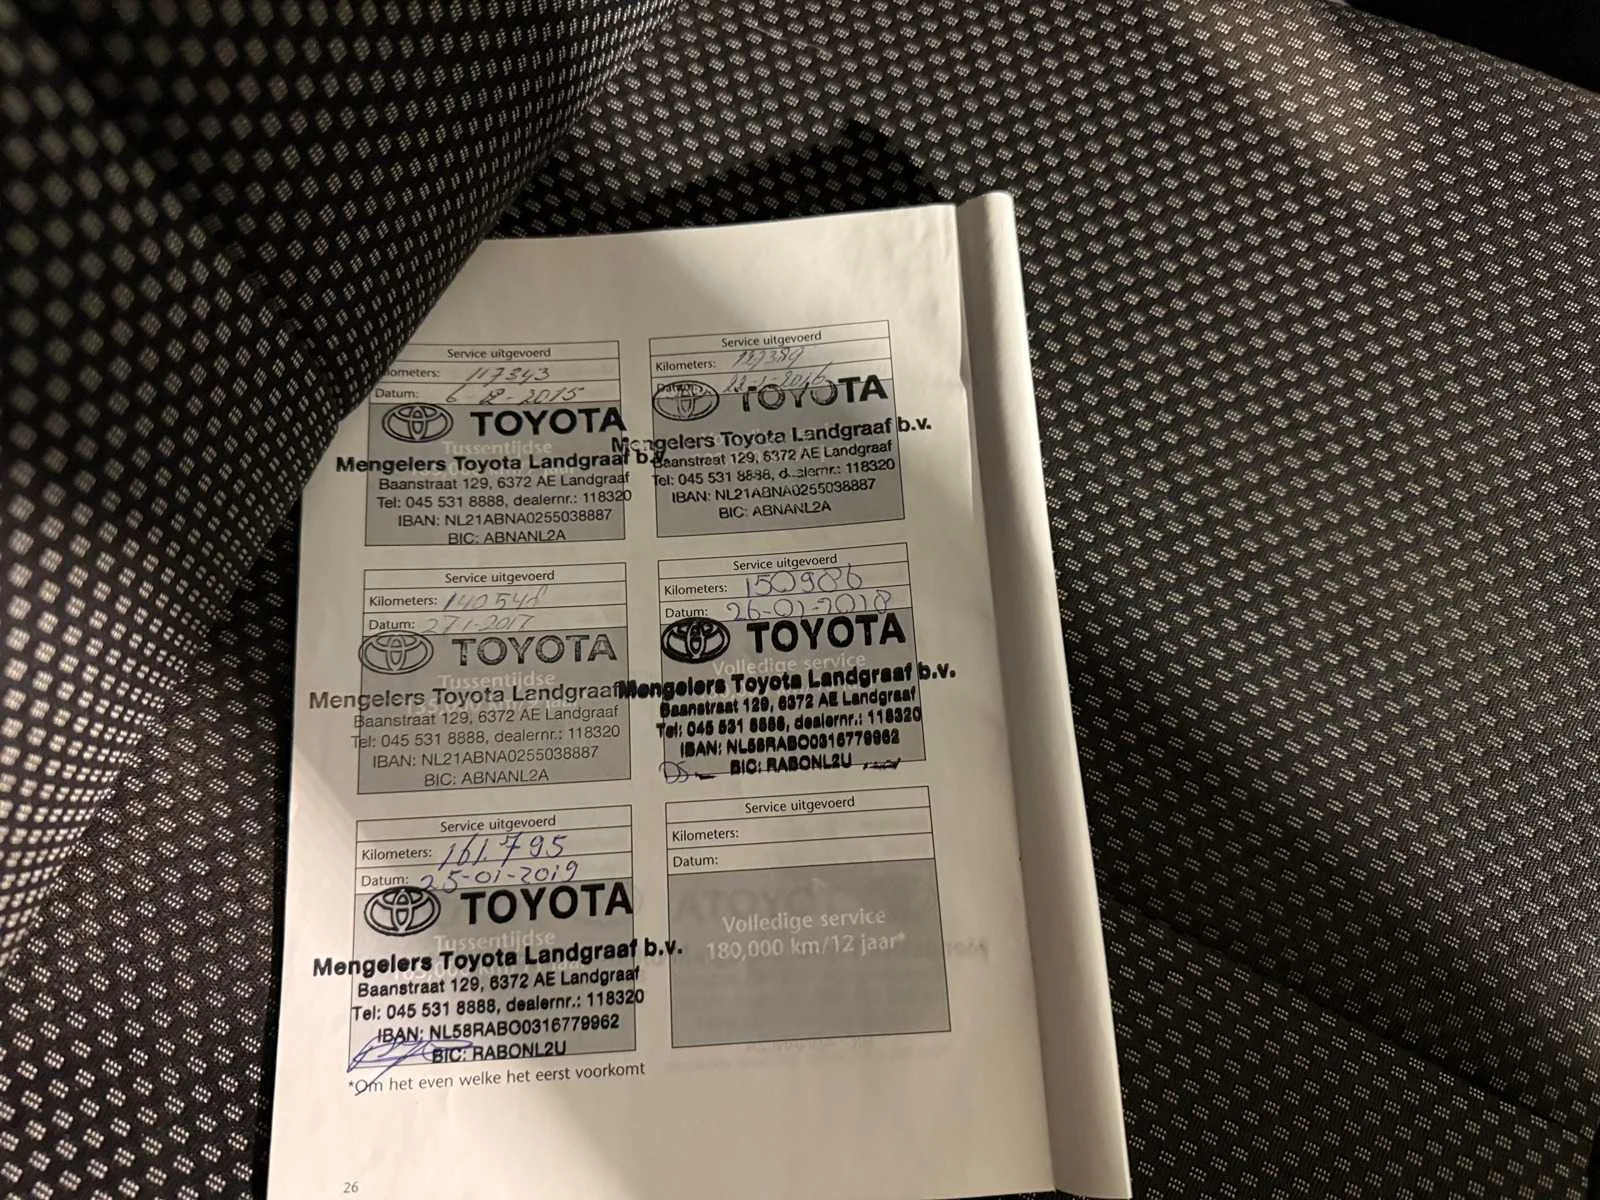 Service uitgevoerd
Kilometers: 117343
Datum: 6-12-2015
TOYOTA
Tussentijdse
Mengelers Toyota Landgraaf b.v.
Baanstraat 129, 6372 AE Landgraaf
Tel: 045 531 8888, dealernr.: 118320
IBAN: NL21ABNA0255038887
BIC: ABNANL2A
Service uitgevoerd
Kilometers:
Datum:
TOYOTA
Mengelers Toyota Landgraaf b.v.
Baanstraat 129, 6372 AE Landgraaf
Tel: 045 531 8888, dealernr.: 118320
IBAN: NL21ABNA0255038887
BIC: ABNANL2A
Service uitgevoerd
Kilometers: 140548
Datum: 27-1-2017
TOYOTA
Tussentijdse
Mengelers Toyota Landgraaf
Baanstraat 129, 6372 AE Landgraaf
Tel: 045 531 8888, dealernr.: 118320
IBAN: NL21ABNA0255038887
BIC: ABNANL2A
Service uitgevoerd
Kilometers: 150986
Datum: 26-01-2018
TOYOTA
Volledige service
Mengelers Toyota Landgraaf b.v.
Baanstraat 129, 6372 AE Landgraaf
Tel: 045 531 8888, dealernr.: 118320
IBAN: NL58RABO0316779962
BIC: RABONL2U
Service uitgevoerd
Kilometers: 161.795
Datum: 25-01-2019
TOYOTA
Tussentijdse
Mengelers Toyota Landgraaf b.v.
Baanstraat 129, 6372 AE Landgraaf
Tel: 045 531 8888, dealernr.: 118320
IBAN: NL58RABO0316779962
BIC: RABONL2U
Service uitgevoerd
Kilometers:
Datum:
Volledige service
180,000 km/12 jaar*
*Om het even welke het eerst voorkomt
26